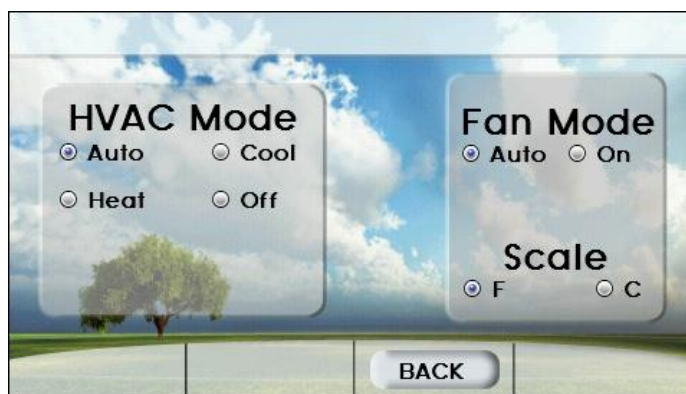 HVAC Mode
Auto Cool
Heat Off
Fan Mode
Auto On
Scale
F C
BACK